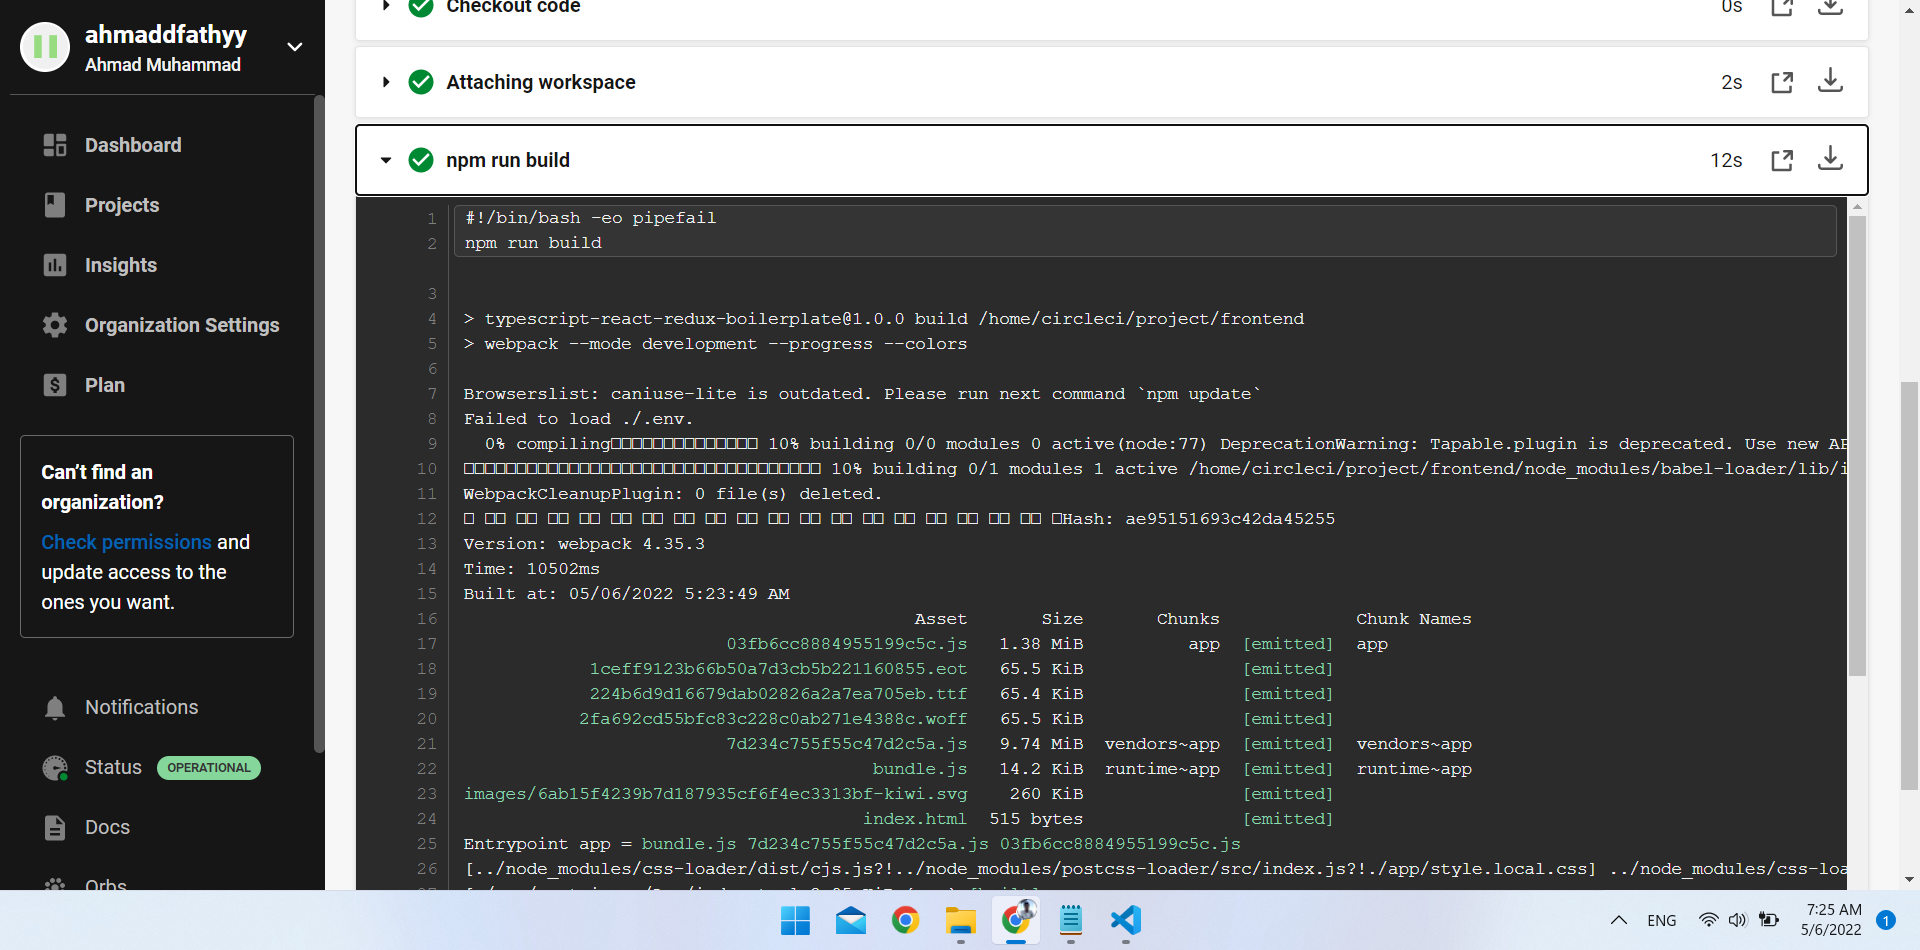 ahmaddfathyy
Ahmad Muhammad
Dashboard
Projects
Insights
Organization Settings
Plan
Can’t find an
organization?
Check permissions and
update access to the
ones you want.
Notifications
Status OPERATIONAL
Docs
Orbs
Checkout code 0s
Attaching workspace 2s
npm run build 12s
1 #!/bin/bash -eo pipefail
2 npm run build
3
4 > typescript-react-redux-boilerplate@1.0.0 build /home/circleci/project/frontend
5 > webpack --mode development --progress --colors
6
7 Browserslist: caniuse-lite is outdated. Please run next command `npm update`
8 Failed to load ./.env.
9 0% compiling□□□□□□□□□□□□□□ 10% building 0/0 modules 0 active(node:77) DeprecationWarning: Tapable.plugin is deprecated. Use new AP
10 □□□□□□□□□□□□□□□□□□□□□□□□□□□□□□□□□□ 10% building 0/1 modules 1 active /home/circleci/project/frontend/node_modules/babel-loader/lib/i
11 WebpackCleanupPlugin: 0 file(s) deleted.
12 □ □□ □□ □□ □□ □□ □□ □□ □□ □□ □□ □□ □□ □□ □□ □□ □□ □□ □□ □Hash: ae95151693c42da45255
13 Version: webpack 4.35.3
14 Time: 10502ms
15 Built at: 05/06/2022 5:23:49 AM
16 Asset Size Chunks Chunk Names
17 03fb6cc8884955199c5c.js 1.38 MiB app [emitted] app
18 1ceff9123b66b50a7d3cb5b221160855.eot 65.5 KiB [emitted]
19 224b6d9d16679dab02826a2a7ea705eb.ttf 65.4 KiB [emitted]
20 2fa692cd55bfc83c228c0ab271e4388c.woff 65.5 KiB [emitted]
21 7d234c755f55c47d2c5a.js 9.74 MiB vendors~app [emitted] vendors~app
22 bundle.js 14.2 KiB runtime~app [emitted] runtime~app
23 images/6ab15f4239b7d187935cf6f4ec3313bf-kiwi.svg 260 KiB [emitted]
24 index.html 515 bytes [emitted]
25 Entrypoint app = bundle.js 7d234c755f55c47d2c5a.js 03fb6cc8884955199c5c.js
26 [../node_modules/css-loader/dist/cjs.js?!../node_modules/postcss-loader/src/index.js?!./app/style.local.css] ../node_modules/css-loa
ENG
7:25 AM
5/6/2022
1